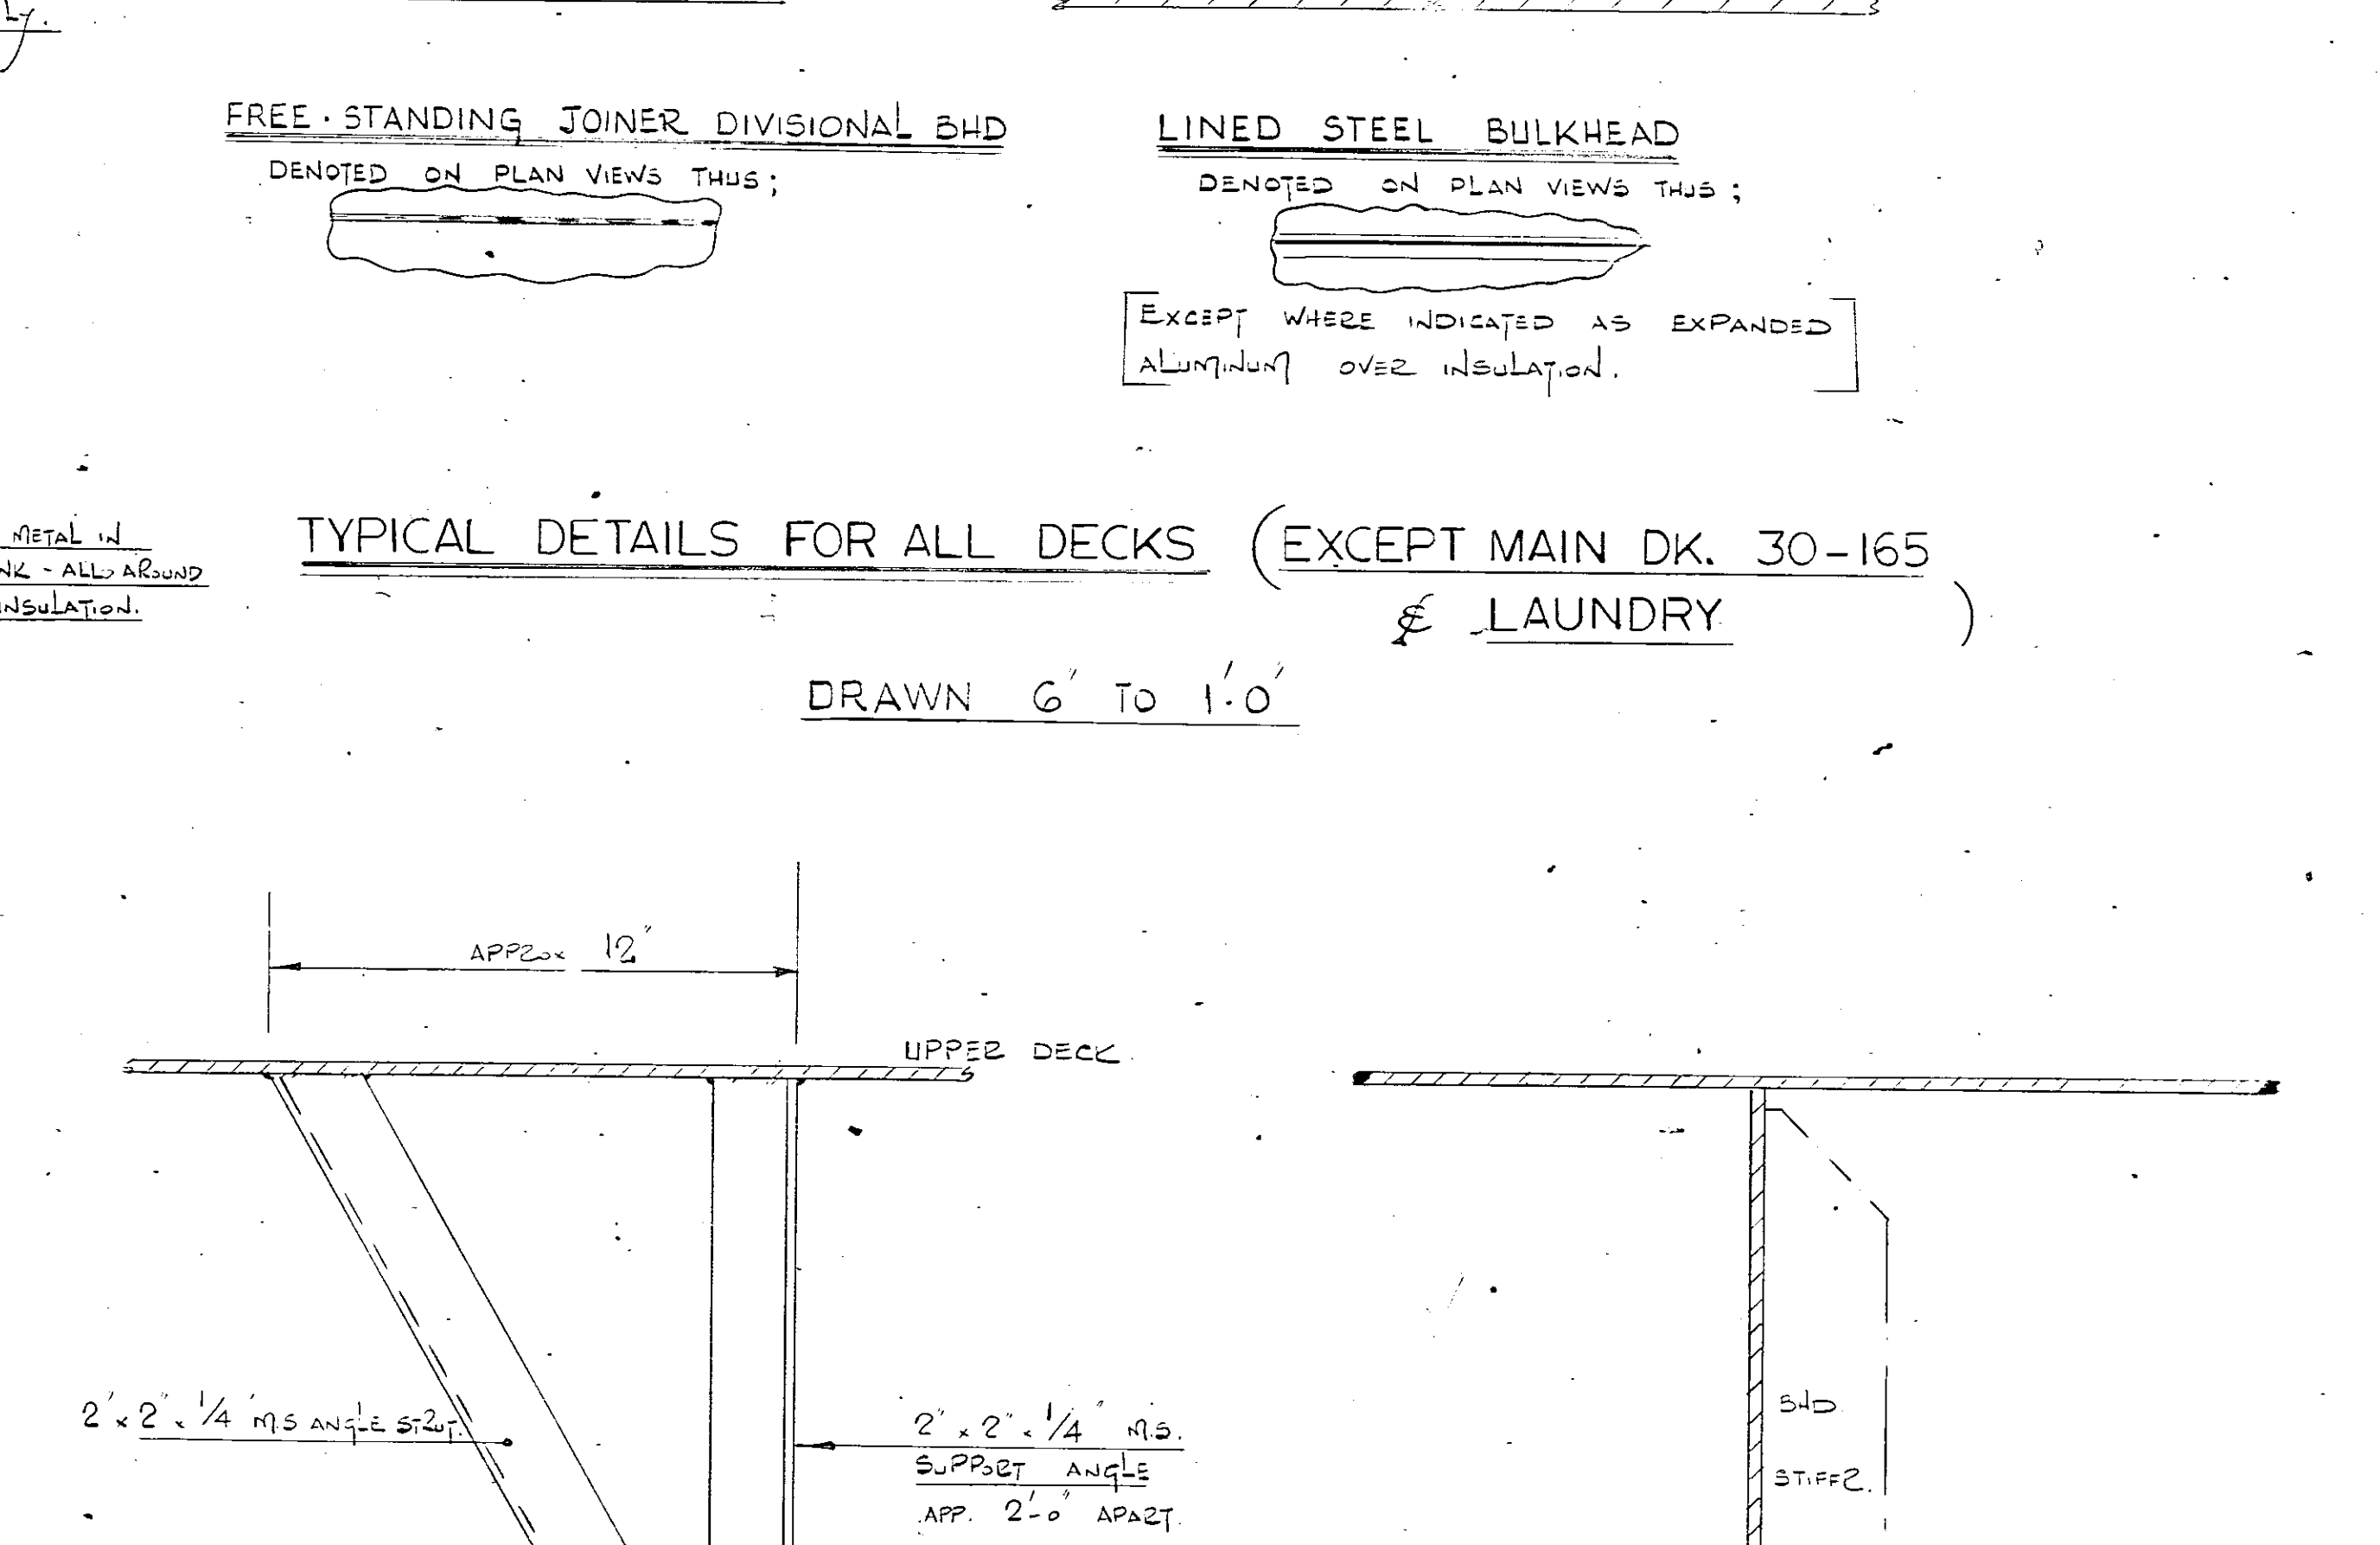 LY.
FREE-STANDING JOINER DIVISIONAL BHD
DENOTED ON PLAN VIEWS THUS;
LINED STEEL BULKHEAD
DENOTED ON PLAN VIEWS THUS;
EXCEPT WHERE INDICATED AS EXPANDED
ALUMINUM OVER INSULATION.
METAL IN
NK - ALL AROUND
INSULATION.
TYPICAL DETAILS FOR ALL DECKS (EXCEPT MAIN DK. 30-165
& LAUNDRY )
DRAWN 6" TO 1'-0"
APPROX 12"
UPPER DECK
2" x 2" x 1/4" M.S ANGLE STRUT.
2" x 2" x 1/4" M.S.
SUPPORT ANGLE
APP. 2'-0" APART.
BHD
STIFFR.